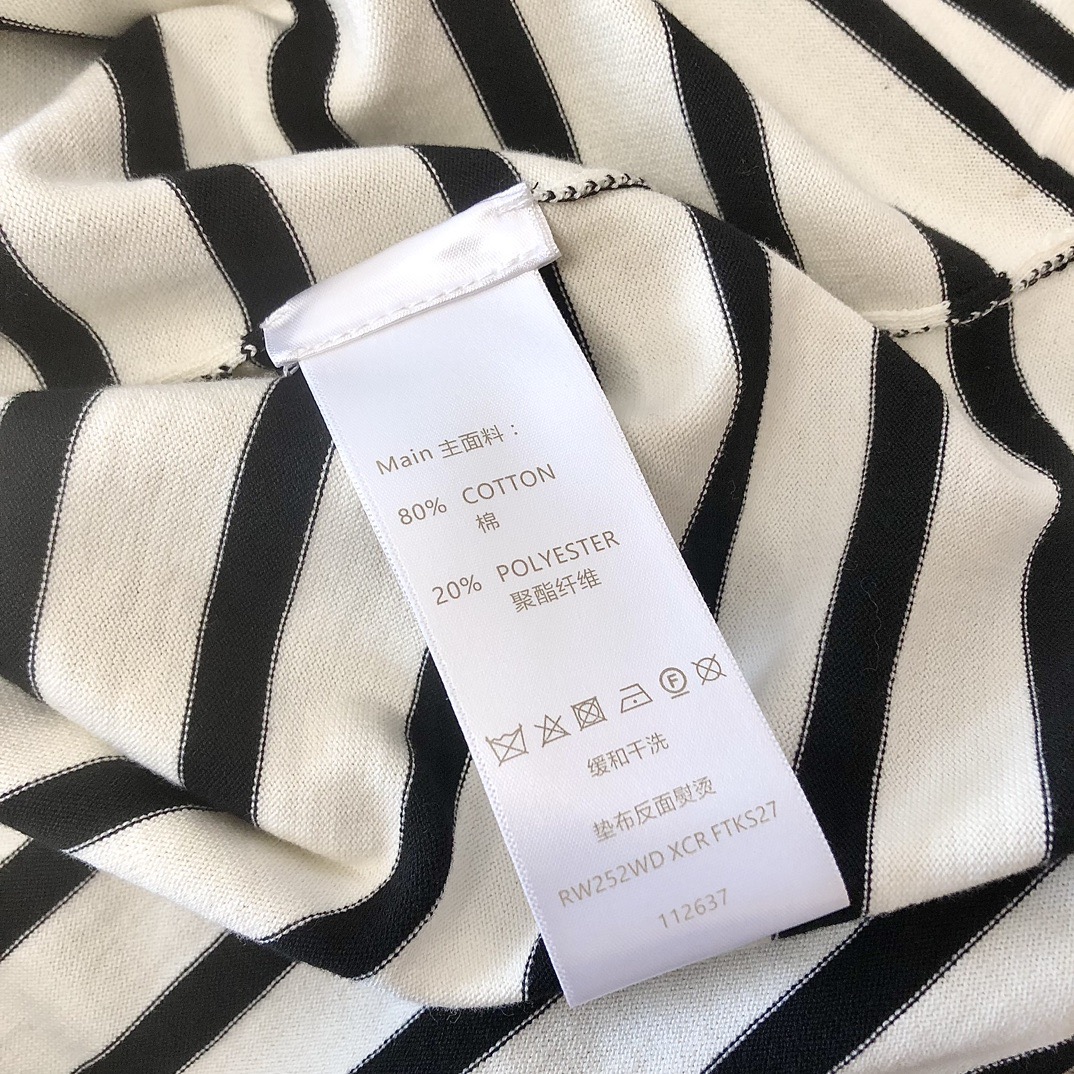 Main 主面料：
80% COTTON
棉
20% POLYESTER
聚酯纤维
F
缓和干洗
垫布反面熨烫
RW252WD XCR FTKS27
112637